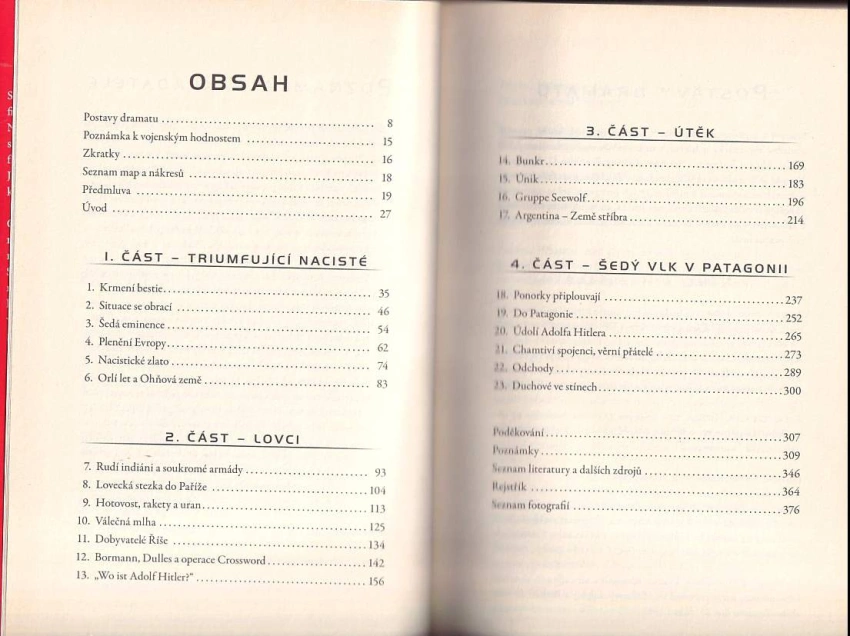 OBSAH
Postavy dramatu 8
Poznámka k vojenským hodnostem 15
Zkratky 16
Seznam map a nákresů 18
Předmluva 19
Úvod 27
1. ČÁST – TRIUMFUJÍCÍ NACISTÉ
1. Krmení bestie 35
2. Situace se obrací 46
3. Šedá eminence 54
4. Plenění Evropy 62
5. Nacistické zlato 74
6. Orlí let a Ohňová země 83
2. ČÁST – LOVCI
7. Rudí indiáni a soukromé armády 93
8. Lovecká stezka do Paříže 104
9. Hotovost, rakety a uran 113
10. Válečná mlha 125
11. Dobyvatelé Říše 134
12. Bormann, Dulles a operace Crossword 142
13. „Wo ist Adolf Hitler?" 156
3. ČÁST – ÚTĚK
14. Bunkr 169
15. Únik 183
16. Gruppe Seewolf 196
17. Argentina – Země stříbra 214
4. ČÁST – ŠEDÝ VLK V PATAGONII
18. Ponorky připlouvají 237
19. Do Patagonie 252
20. Údolí Adolfa Hitlera 265
21. Chamtiví spojenci, věrní přátelé 273
22. Odchody 289
23. Duchové ve stínech 300
Poděkování 307
Poznámky 309
Seznam literatury a dalších zdrojů 346
Rejstřík 364
Seznam fotografií 376